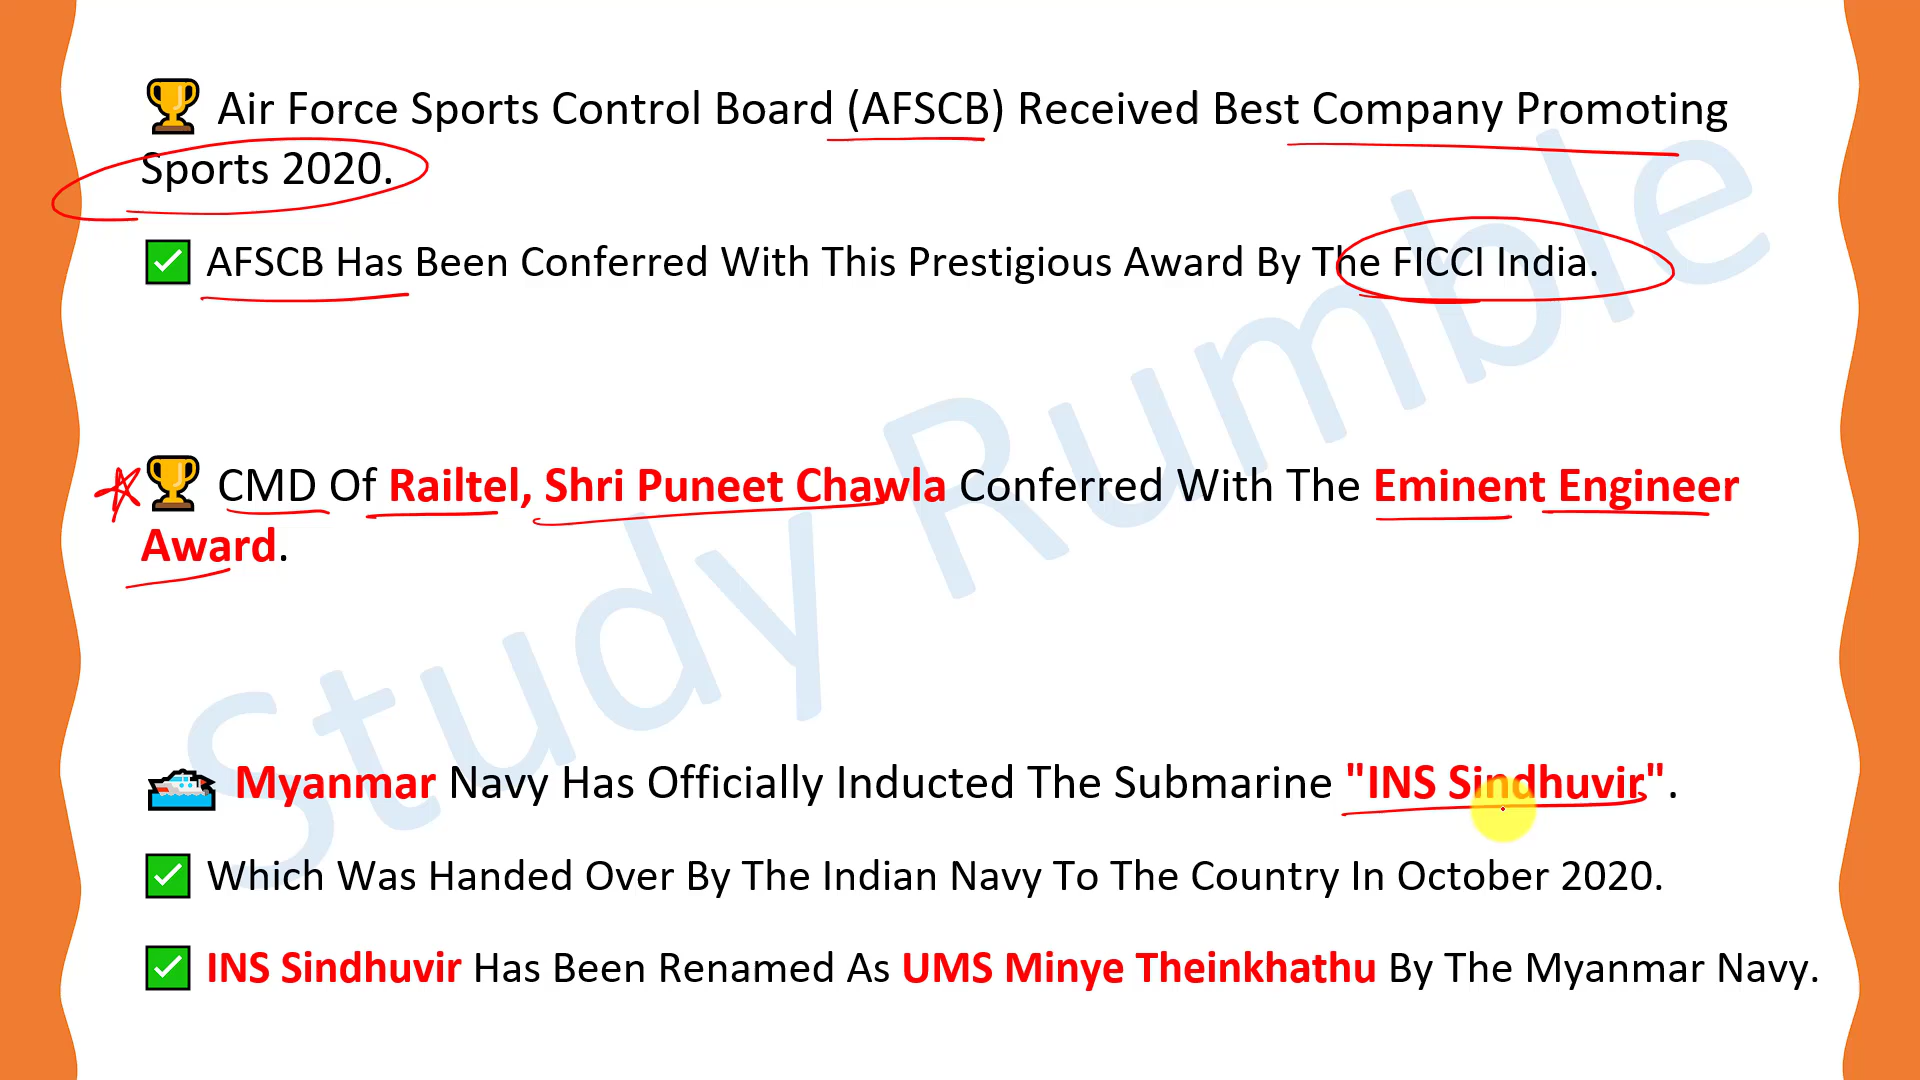 Air Force Sports Control Board (AFSCB) Received Best Company Promoting
Sports 2020.
AFSCB Has Been Conferred With This Prestigious Award By The FICCI India.
CMD Of Railtel, Shri Puneet Chawla Conferred With The Eminent Engineer
Award.
Myanmar Navy Has Officially Inducted The Submarine "INS Sindhuvir".
Which Was Handed Over By The Indian Navy To The Country In October 2020.
INS Sindhuvir Has Been Renamed As UMS Minye Theinkhathu By The Myanmar Navy.
Study Rumble